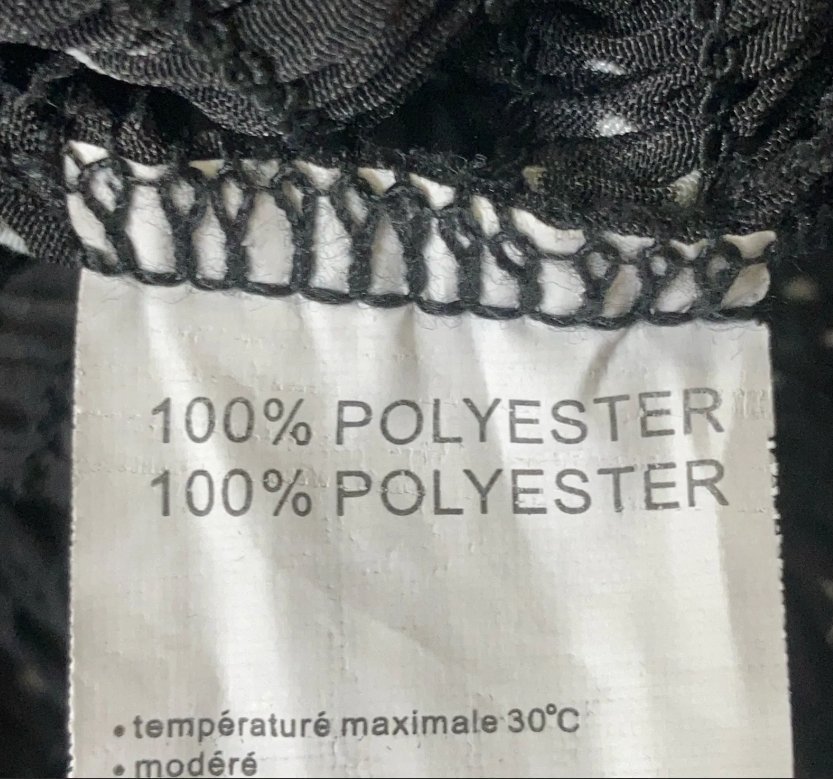 100% POLYESTER
100% POLYESTER
• températuré maximale 30°C
• modéré